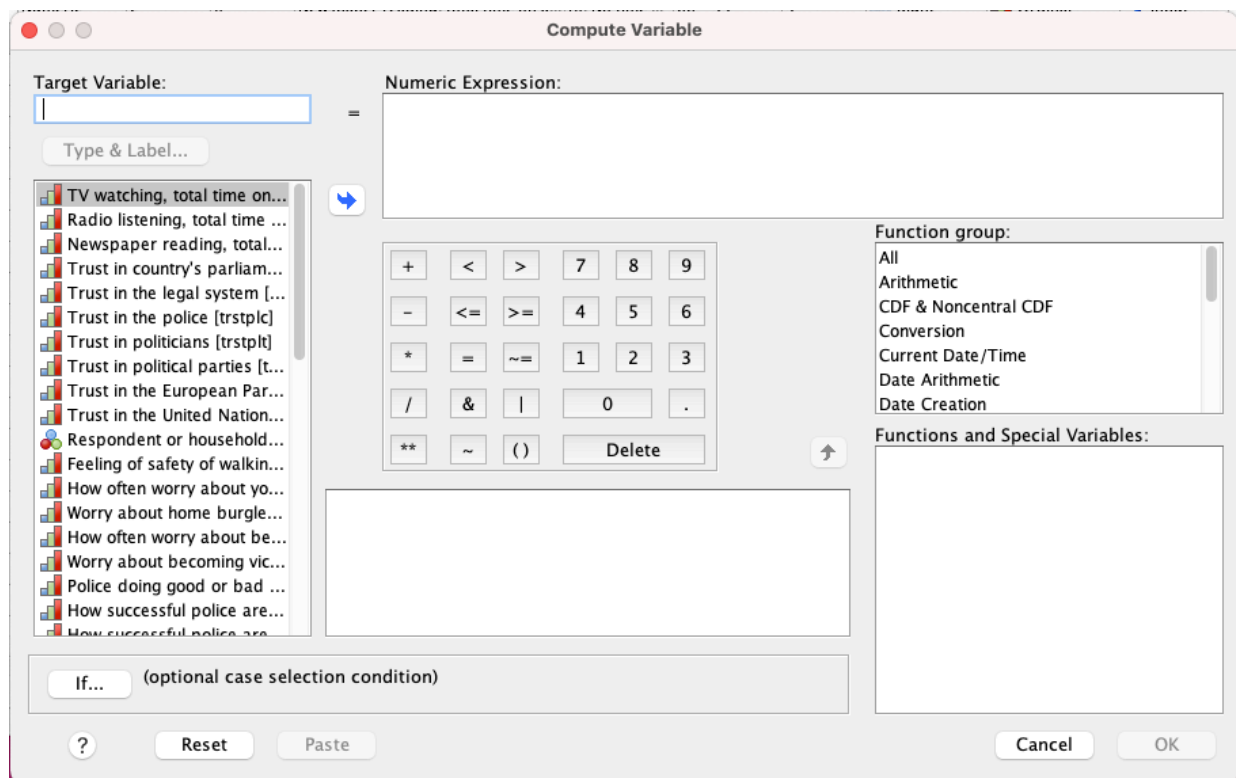 Compute Variable
Target Variable:
Numeric Expression:
=
Type & Label...
TV watching, total time on...
Radio listening, total time ...
Newspaper reading, total...
Trust in country's parliam...
Trust in the legal system [...
Trust in the police [trstplc]
Trust in politicians [trstplt]
Trust in political parties [t...
Trust in the European Par...
Trust in the United Nation...
Respondent or household...
Feeling of safety of walkin...
How often worry about yo...
Worry about home burgle...
How often worry about be...
Worry about becoming vic...
Police doing good or bad ...
How successful police are...
How successful police are
+ < > 7 8 9
- <= >= 4 5 6
* = ~= 1 2 3
/ & | 0 .
** ~ () Delete
Function group:
All
Arithmetic
CDF & Noncentral CDF
Conversion
Current Date/Time
Date Arithmetic
Date Creation
Functions and Special Variables:
If... (optional case selection condition)
? Reset Paste Cancel OK